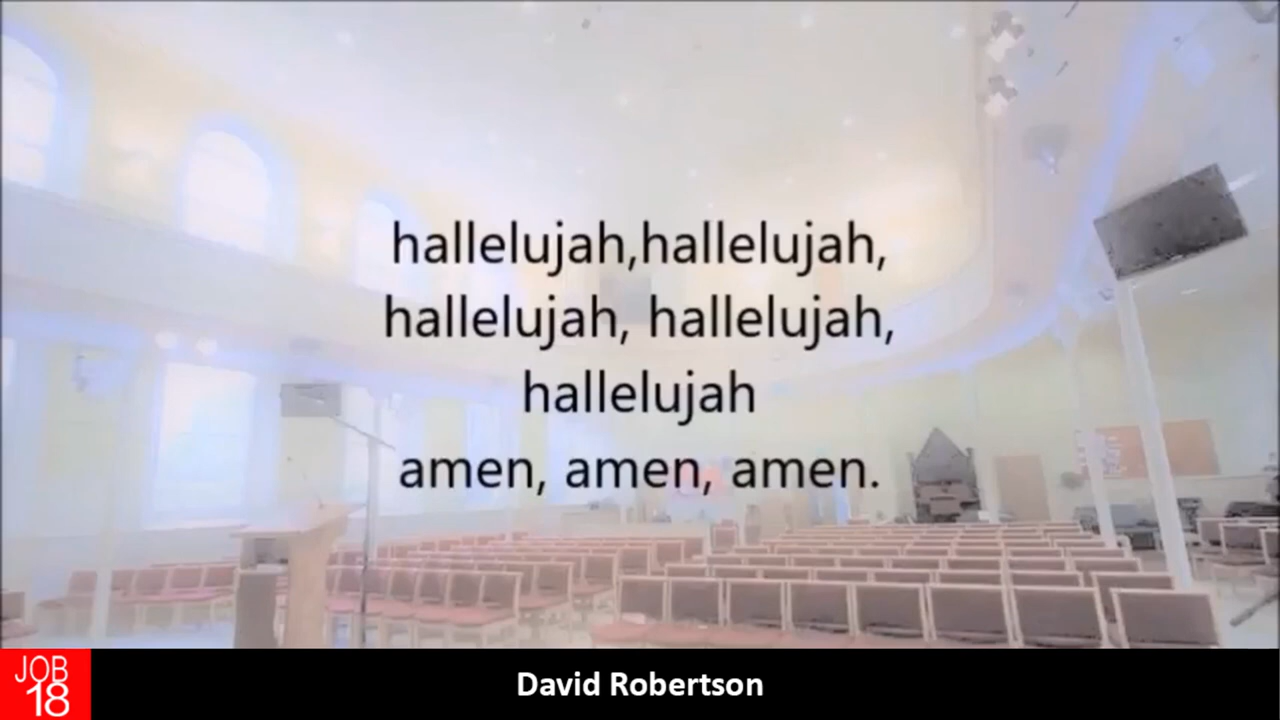 hallelujah,hallelujah,
hallelujah, hallelujah,
hallelujah
amen, amen, amen.
JOB
18
David Robertson